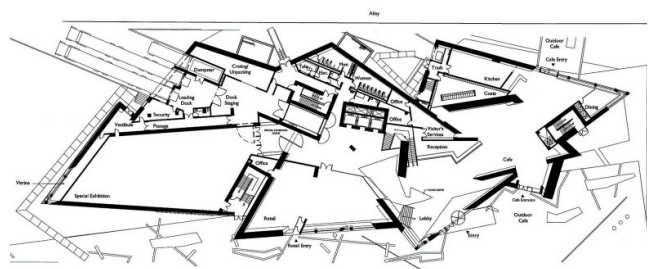 Alley
Outdoor
Cafe
Cafe Entry
Crating/
Unpacking
Dumpster
Men
Women
Trash
Kitchen
Coats
Loading
Dock
Dock
Staging
Office
Dining
Security
Office
Vestibule
Passage
Visitor's
Services
Reception
Office
Cafe
Vitrine
Special Exhibition
Cafe Entrance
Retail
Lobby
Outdoor
Cafe
Entry
Retail Entry